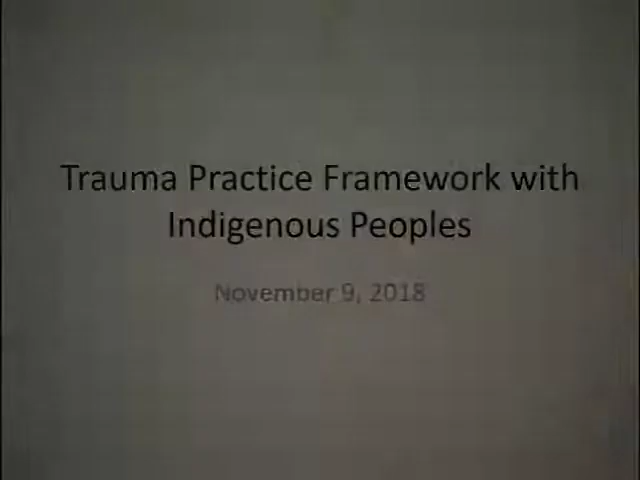 Trauma Practice Framework with
Indigenous Peoples
November 9, 2018